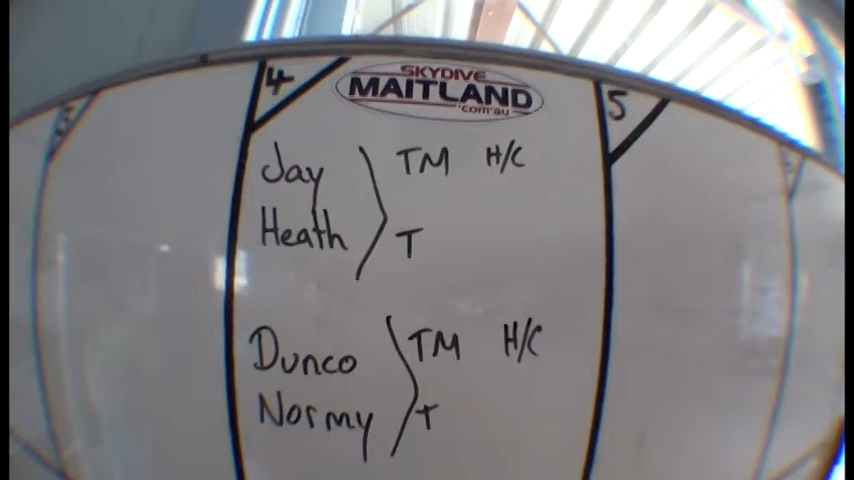 4
SKYDIVE
MAITLAND
.com.au
5
Jay TM H/C
Heath T
Dunco TM H/C
Normy T